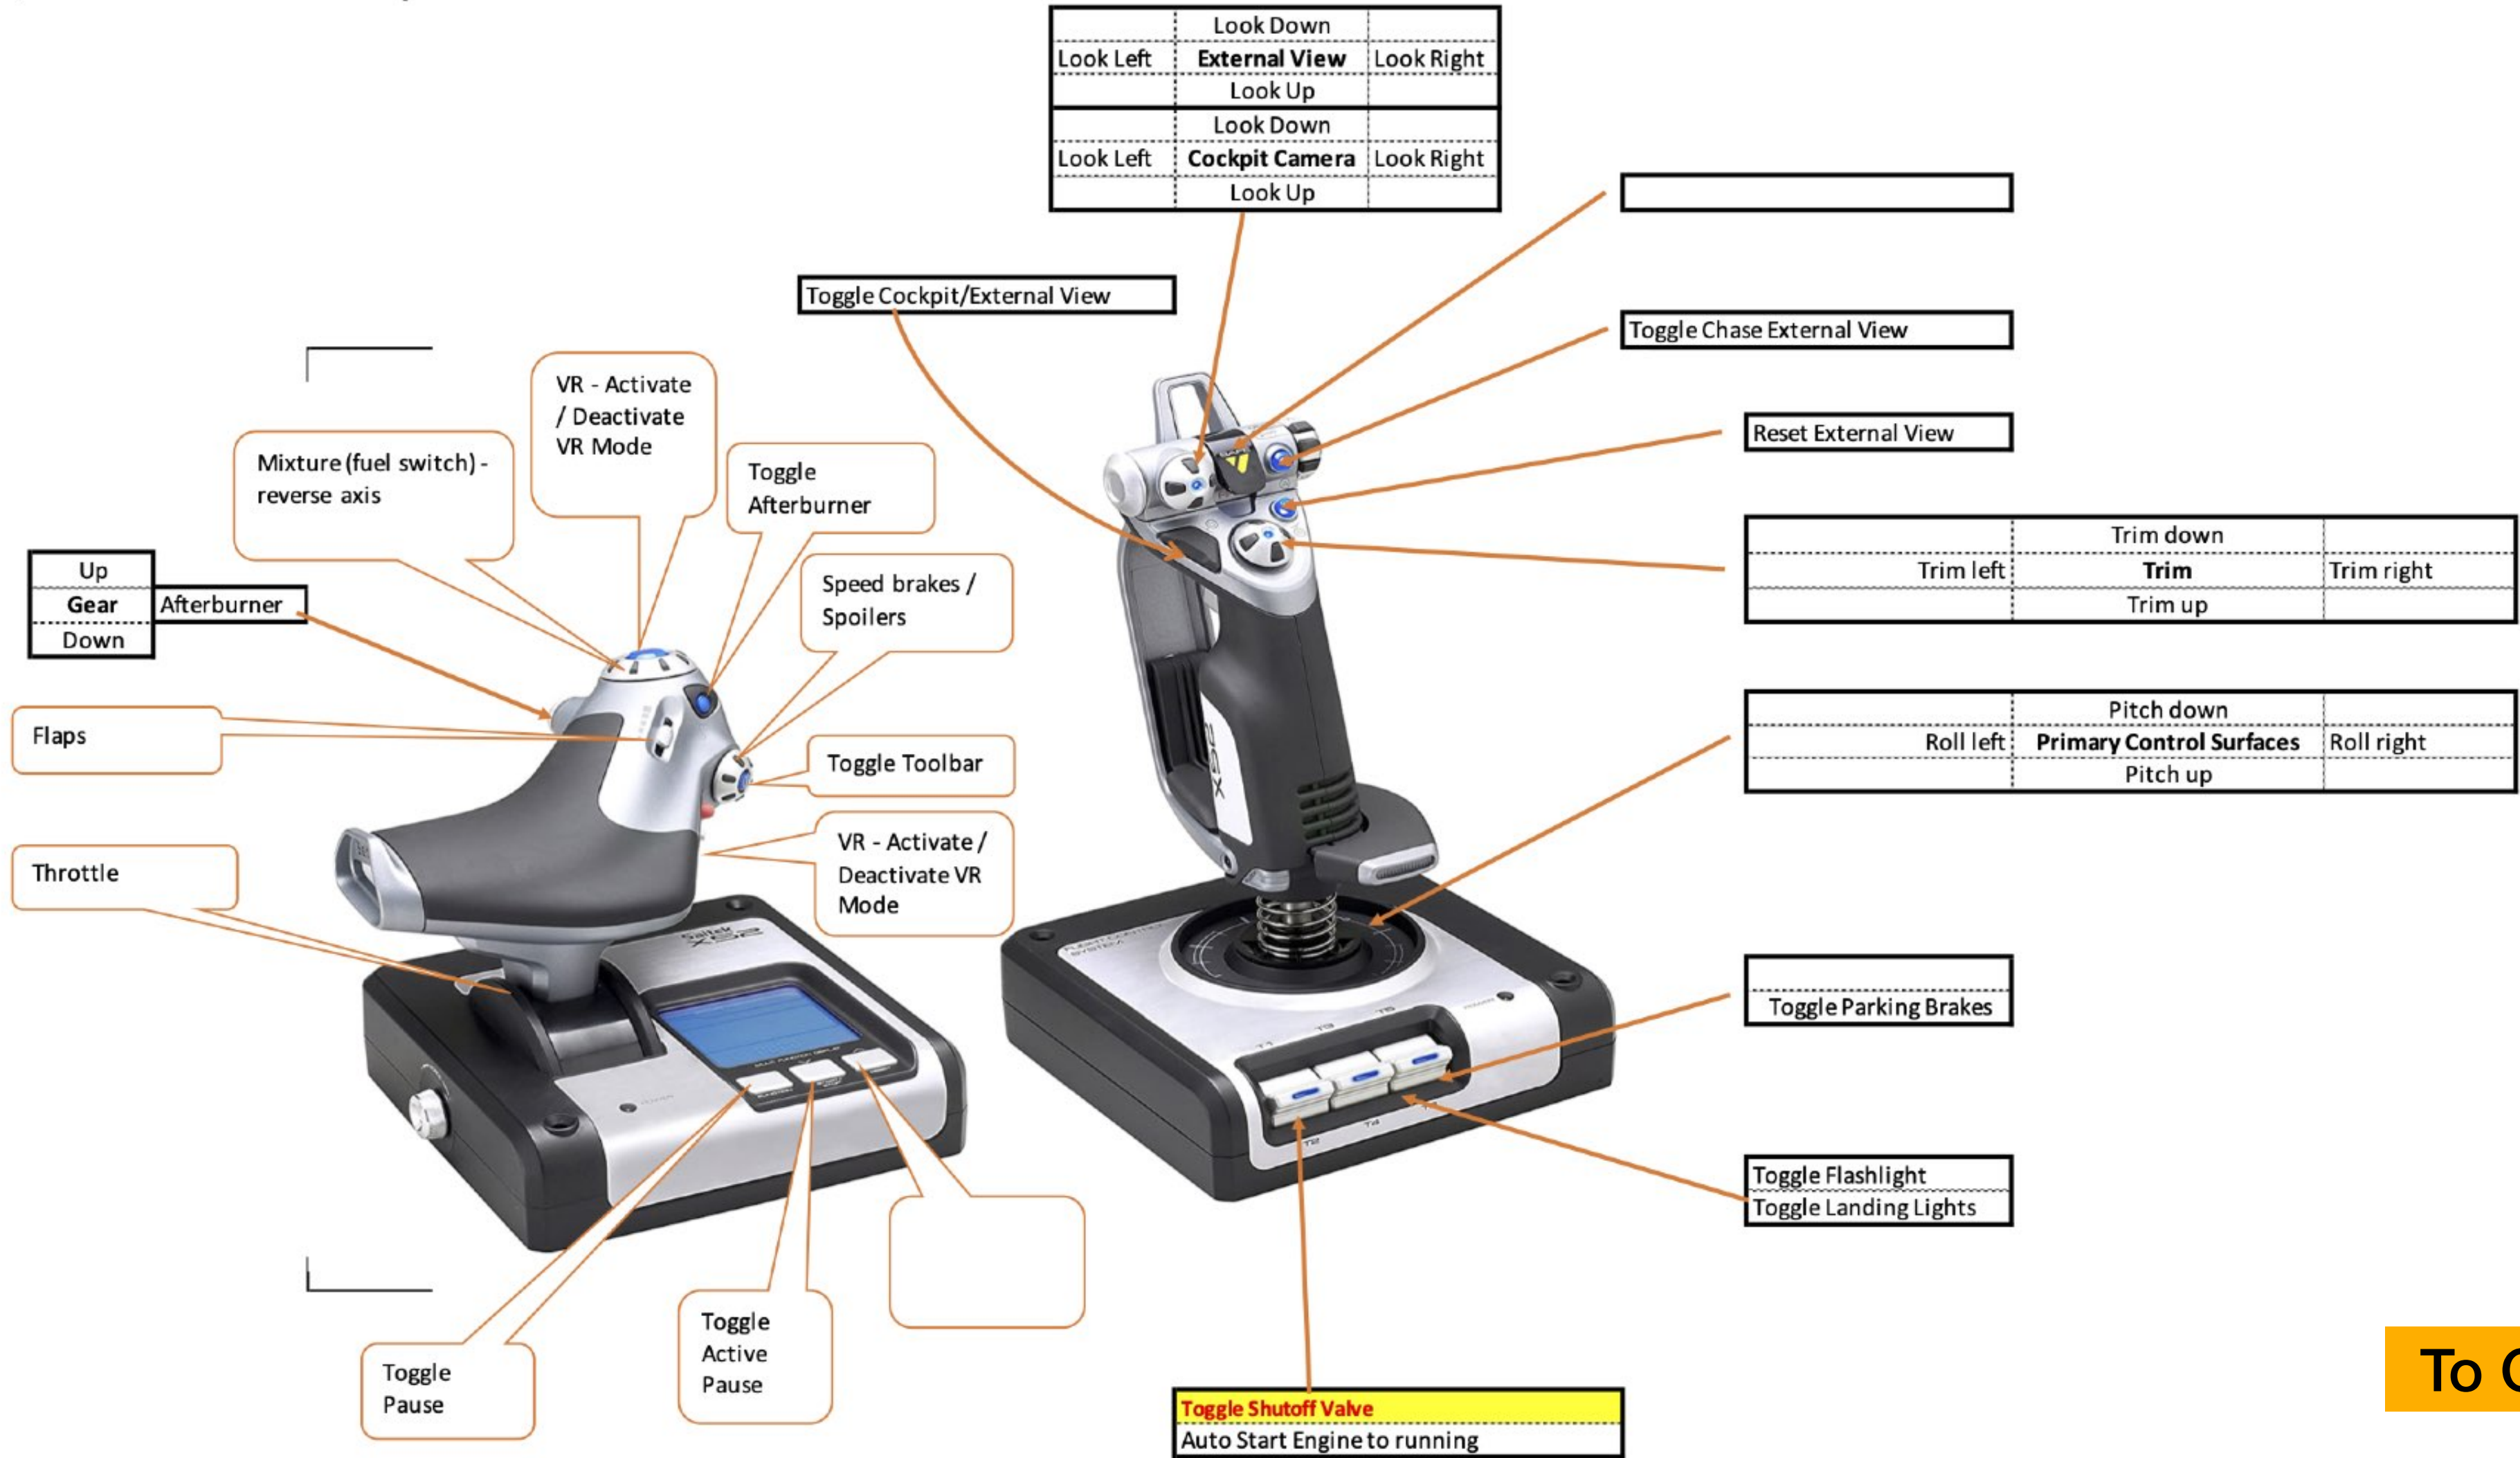 Look Down
Look Left External View Look Right
Look Up
Look Down
Look Left Cockpit Camera Look Right
Look Up
Toggle Cockpit/External View
Toggle Chase External View
VR - Activate
/ Deactivate
VR Mode
Reset External View
Mixture (fuel switch) -
reverse axis
Toggle
Afterburner
Trim down
Trim left Trim Trim right
Trim up
Up
Gear Afterburner
Down
Speed brakes /
Spoilers
Flaps
Pitch down
Roll left Primary Control Surfaces Roll right
Pitch up
Toggle Toolbar
VR - Activate /
Deactivate VR
Mode
Throttle
X52
Saitek
X52
Toggle Parking Brakes
Toggle Flashlight
Toggle Landing Lights
Toggle
Active
Pause
Toggle
Pause
Toggle Shutoff Valve
Auto Start Engine to running
To